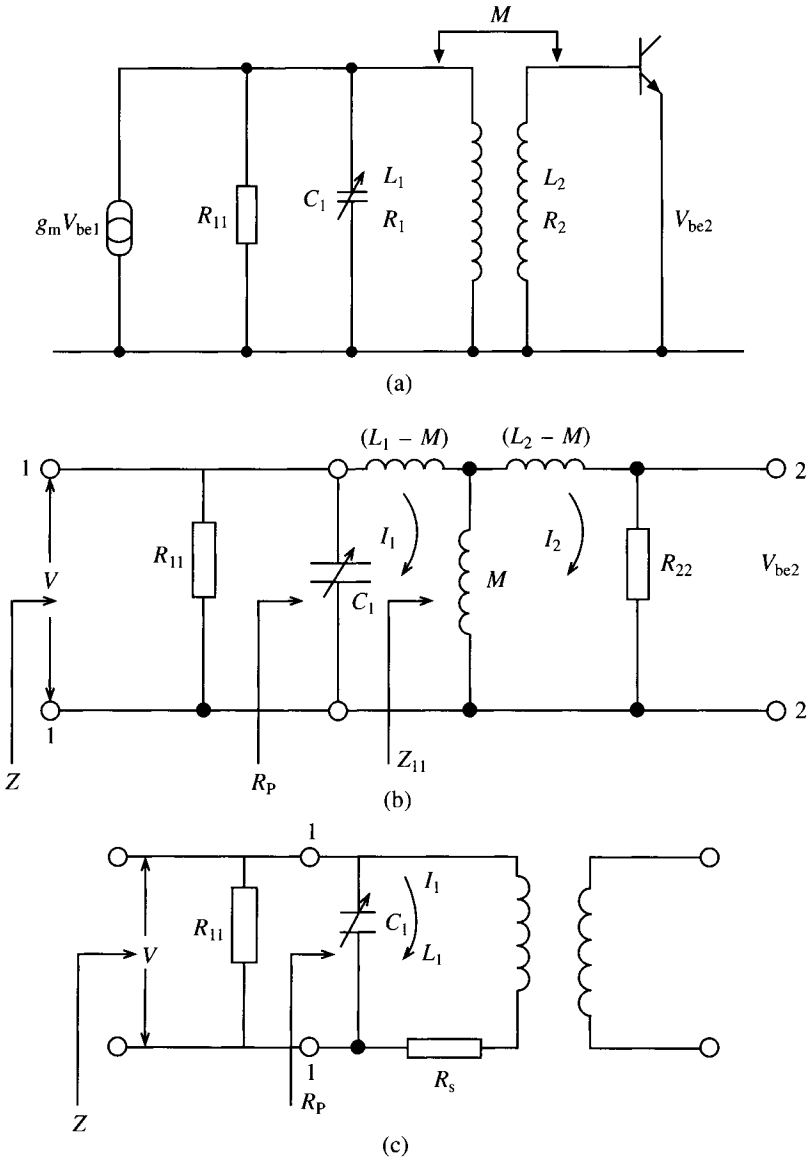 M
g_m V_be1
R_11
C_1
L_1
R_1
L_2
R_2
V_be2
(a)
(L_1 − M)
(L_2 − M)
1
2
V
R_11
C_1
I_1
M
I_2
R_22
V_be2
1
2
Z
R_P
Z_11
(b)
1
V
R_11
C_1
I_1
L_1
1
R_s
Z
R_P
(c)